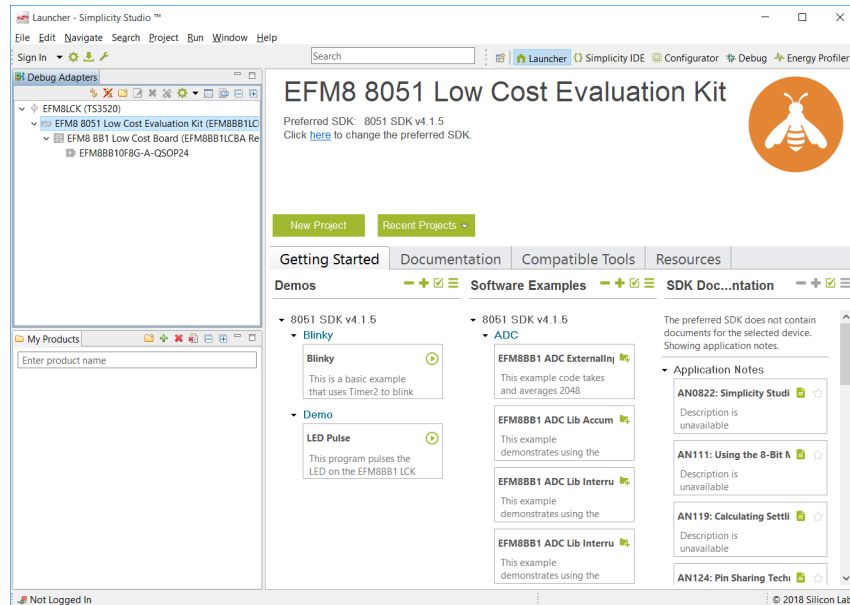 Launcher - Simplicity Studio ™
File Edit Navigate Search Project Run Window Help
Sign In
Search
Launcher
{} Simplicity IDE
Configurator
Debug
Energy Profiler
Debug Adapters
EFM8LCK (TS3520)
EFM8 8051 Low Cost Evaluation Kit (EFM8BB1LC
EFM8 BB1 Low Cost Board (EFM8BB1LCBA Re
EFM8BB10F8G-A-QSOP24
My Products
Enter product name
EFM8 8051 Low Cost Evaluation Kit
Preferred SDK: 8051 SDK v4.1.5
Click here to change the preferred SDK.
New Project
Recent Projects
Getting Started
Documentation
Compatible Tools
Resources
Demos
8051 SDK v4.1.5
Blinky
Blinky
This is a basic example
that uses Timer2 to blink
Demo
LED Pulse
This program pulses the
LED on the EFM8BB1 LCK
Software Examples
8051 SDK v4.1.5
ADC
EFM8BB1 ADC ExternalInp
This example code takes
and averages 2048
EFM8BB1 ADC Lib Accum
This example
demonstrates using the
EFM8BB1 ADC Lib Interru
This example
demonstrates using the
EFM8BB1 ADC Lib Interru
This example
demonstrates using the
SDK Doc...ntation
The preferred SDK does not contain
documents for the selected device.
Showing application notes.
Application Notes
AN0822: Simplicity Studi
Description is
unavailable
AN111: Using the 8-Bit M
Description is
unavailable
AN119: Calculating Settli
Description is
unavailable
AN124: Pin Sharing Techn
Not Logged In
© 2018 Silicon Lab